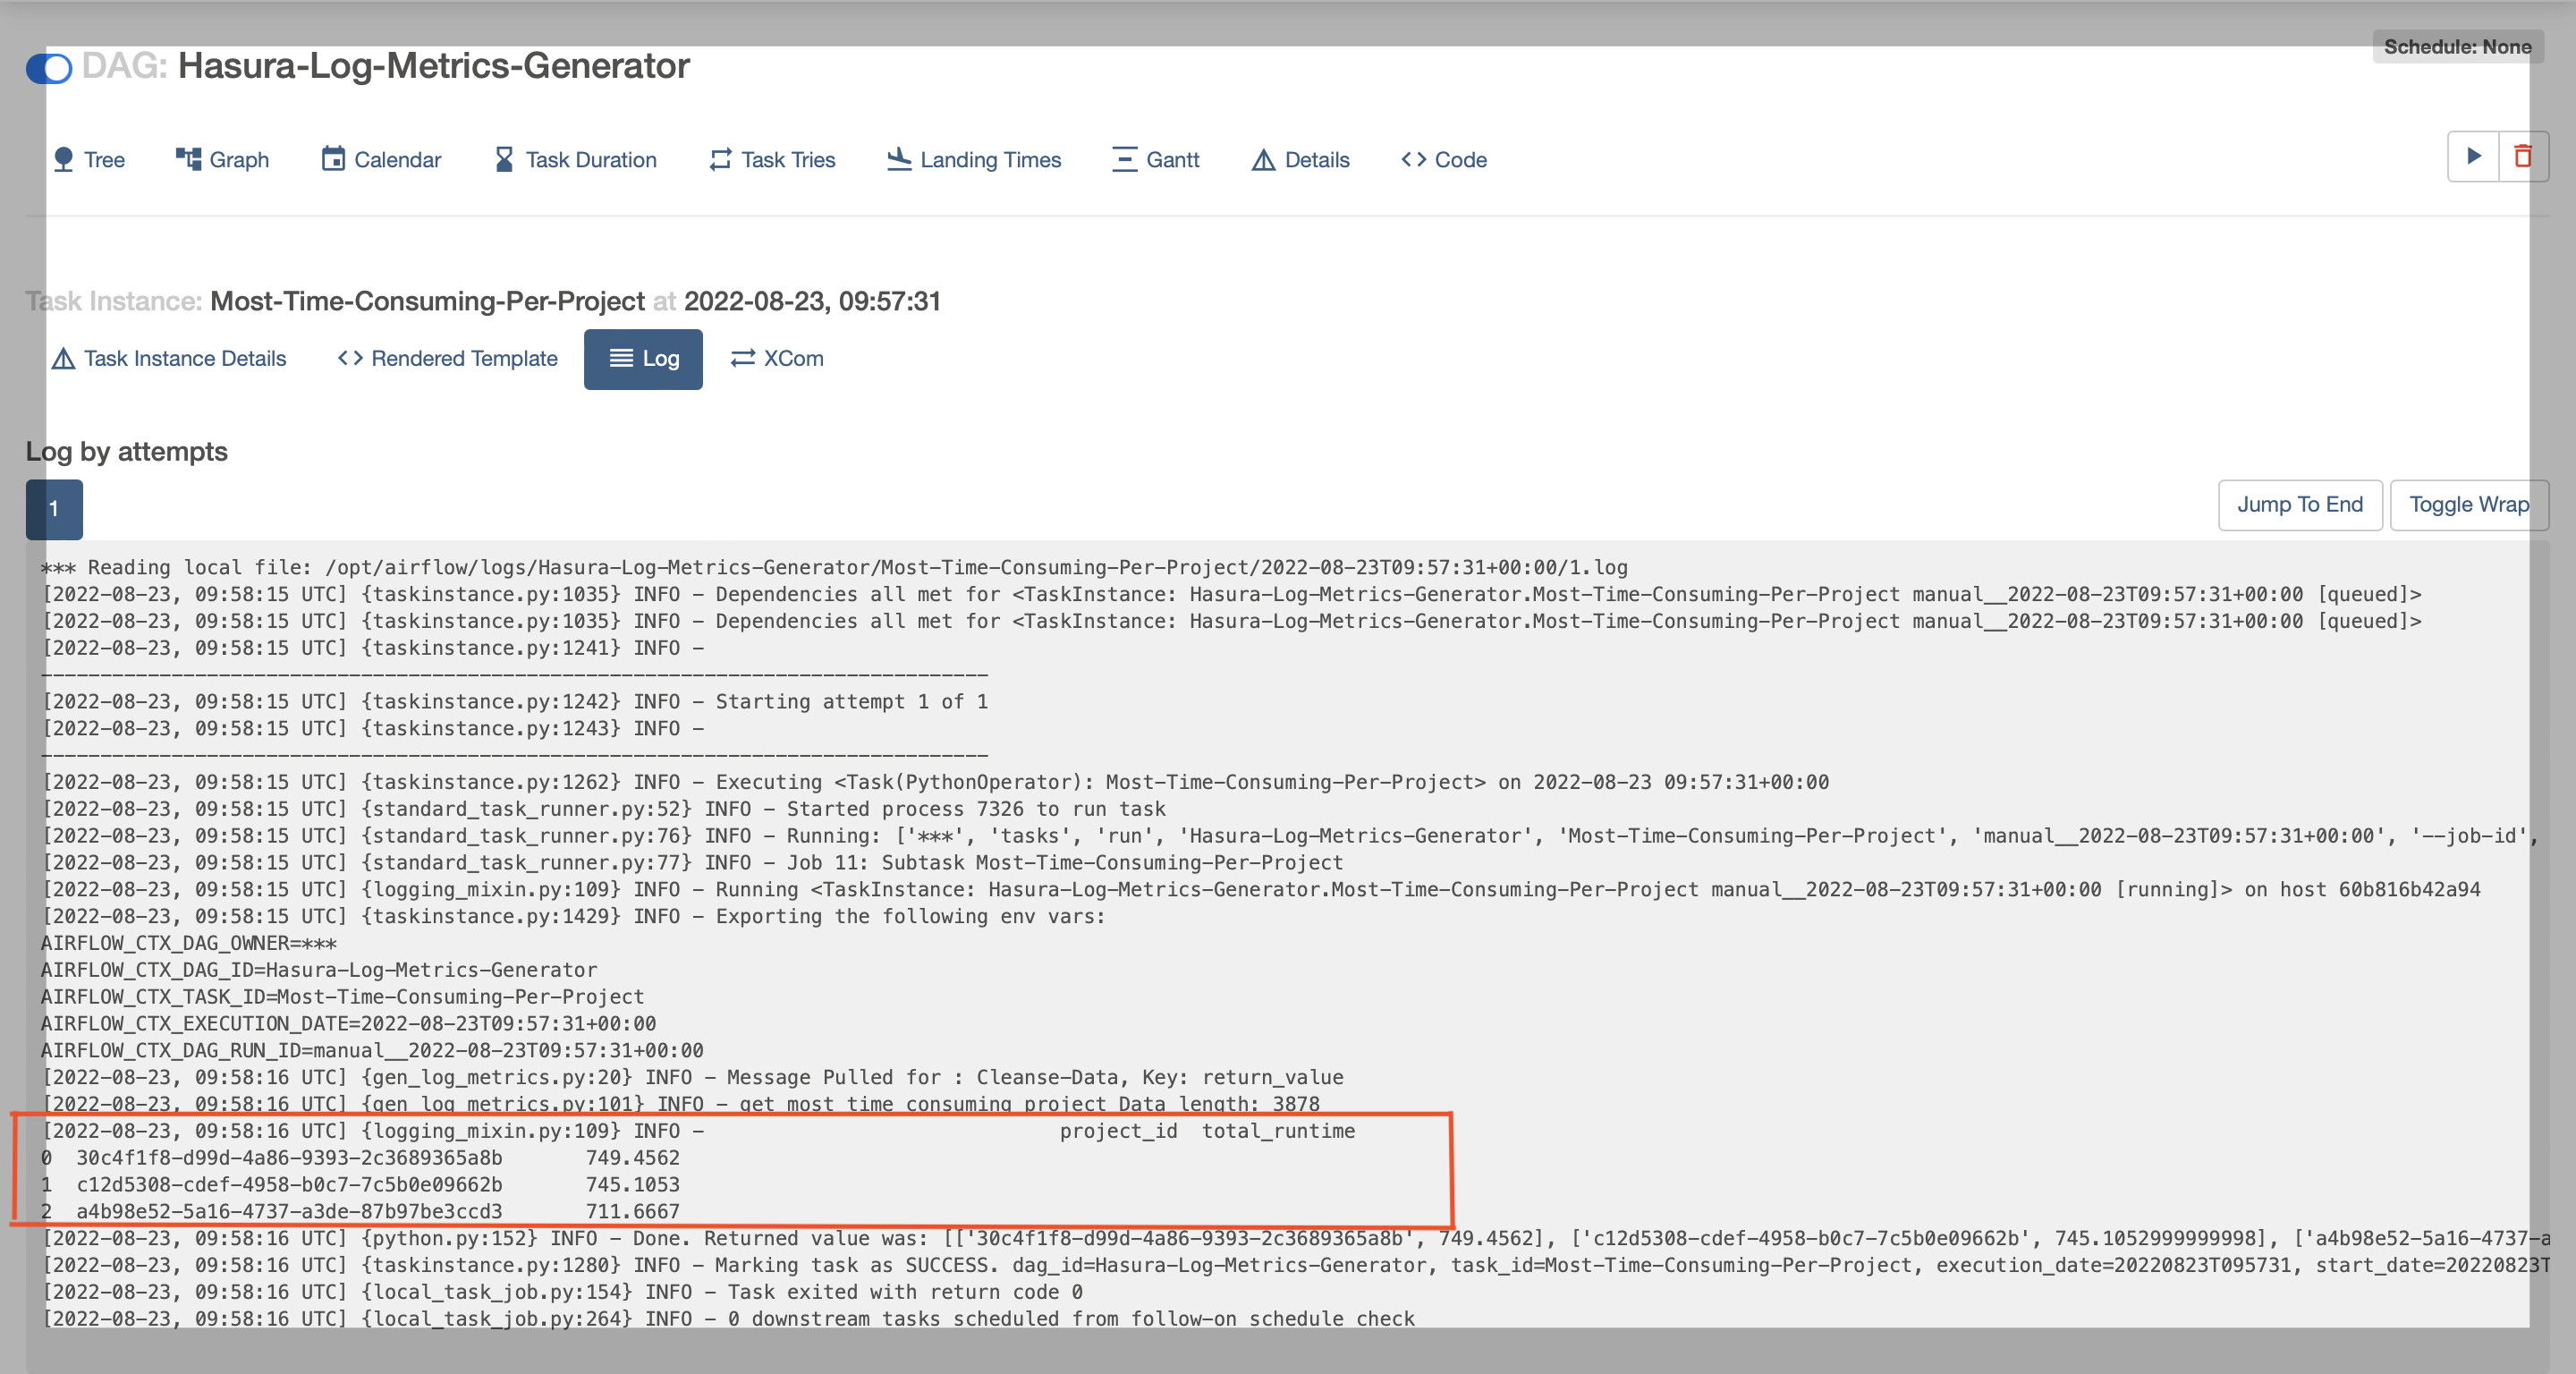 DAG: Hasura-Log-Metrics-Generator
Schedule: None
Tree Graph Calendar Task Duration Task Tries Landing Times Gantt Details Code
Task Instance: Most-Time-Consuming-Per-Project at 2022-08-23, 09:57:31
Task Instance Details Rendered Template Log XCom
Log by attempts
1
Jump To End Toggle Wrap
*** Reading local file: /opt/airflow/logs/Hasura-Log-Metrics-Generator/Most-Time-Consuming-Per-Project/2022-08-23T09:57:31+00:00/1.log
[2022-08-23, 09:58:15 UTC] {taskinstance.py:1035} INFO - Dependencies all met for <TaskInstance: Hasura-Log-Metrics-Generator.Most-Time-Consuming-Per-Project manual__2022-08-23T09:57:31+00:00 [queued]>
[2022-08-23, 09:58:15 UTC] {taskinstance.py:1035} INFO - Dependencies all met for <TaskInstance: Hasura-Log-Metrics-Generator.Most-Time-Consuming-Per-Project manual__2022-08-23T09:57:31+00:00 [queued]>
[2022-08-23, 09:58:15 UTC] {taskinstance.py:1241} INFO -
--------------------------------------------------------------------------------
[2022-08-23, 09:58:15 UTC] {taskinstance.py:1242} INFO - Starting attempt 1 of 1
[2022-08-23, 09:58:15 UTC] {taskinstance.py:1243} INFO -
--------------------------------------------------------------------------------
[2022-08-23, 09:58:15 UTC] {taskinstance.py:1262} INFO - Executing <Task(PythonOperator): Most-Time-Consuming-Per-Project> on 2022-08-23 09:57:31+00:00
[2022-08-23, 09:58:15 UTC] {standard_task_runner.py:52} INFO - Started process 7326 to run task
[2022-08-23, 09:58:15 UTC] {standard_task_runner.py:76} INFO - Running: ['***', 'tasks', 'run', 'Hasura-Log-Metrics-Generator', 'Most-Time-Consuming-Per-Project', 'manual__2022-08-23T09:57:31+00:00', '--job-id',
[2022-08-23, 09:58:15 UTC] {standard_task_runner.py:77} INFO - Job 11: Subtask Most-Time-Consuming-Per-Project
[2022-08-23, 09:58:15 UTC] {logging_mixin.py:109} INFO - Running <TaskInstance: Hasura-Log-Metrics-Generator.Most-Time-Consuming-Per-Project manual__2022-08-23T09:57:31+00:00 [running]> on host 60b816b42a94
[2022-08-23, 09:58:15 UTC] {taskinstance.py:1429} INFO - Exporting the following env vars:
AIRFLOW_CTX_DAG_OWNER=***
AIRFLOW_CTX_DAG_ID=Hasura-Log-Metrics-Generator
AIRFLOW_CTX_TASK_ID=Most-Time-Consuming-Per-Project
AIRFLOW_CTX_EXECUTION_DATE=2022-08-23T09:57:31+00:00
AIRFLOW_CTX_DAG_RUN_ID=manual__2022-08-23T09:57:31+00:00
[2022-08-23, 09:58:16 UTC] {gen_log_metrics.py:20} INFO - Message Pulled for : Cleanse-Data, Key: return_value
[2022-08-23, 09:58:16 UTC] {gen_log_metrics.py:101} INFO - get_most_time_consuming_project Data length: 3878
[2022-08-23, 09:58:16 UTC] {logging_mixin.py:109} INFO - project_id total_runtime
0 30c4f1f8-d99d-4a86-9393-2c3689365a8b 749.4562
1 c12d5308-cdef-4958-b0c7-7c5b0e09662b 745.1053
2 a4b98e52-5a16-4737-a3de-87b97be3ccd3 711.6667
[2022-08-23, 09:58:16 UTC] {python.py:152} INFO - Done. Returned value was: [['30c4f1f8-d99d-4a86-9393-2c3689365a8b', 749.4562], ['c12d5308-cdef-4958-b0c7-7c5b0e09662b', 745.1052999999998], ['a4b98e52-5a16-4737-a
[2022-08-23, 09:58:16 UTC] {taskinstance.py:1280} INFO - Marking task as SUCCESS. dag_id=Hasura-Log-Metrics-Generator, task_id=Most-Time-Consuming-Per-Project, execution_date=20220823T095731, start_date=20220823T
[2022-08-23, 09:58:16 UTC] {local_task_job.py:154} INFO - Task exited with return code 0
[2022-08-23, 09:58:16 UTC] {local_task_job.py:264} INFO - 0 downstream tasks scheduled from follow-on schedule check